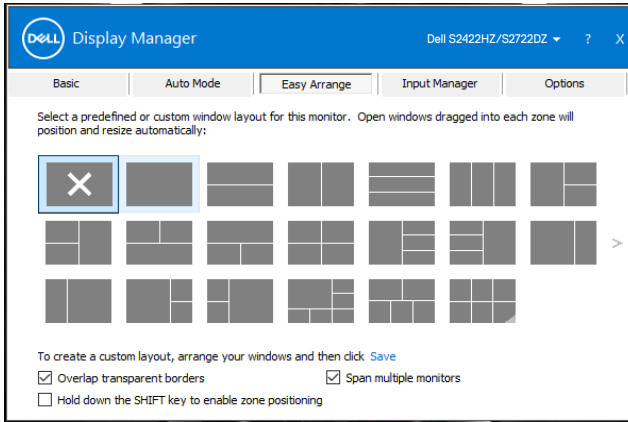 DELL Display Manager Dell S2422HZ/S2722DZ ? X
Basic Auto Mode Easy Arrange Input Manager Options
Select a predefined or custom window layout for this monitor. Open windows dragged into each zone will
position and resize automatically:
To create a custom layout, arrange your windows and then click Save
Overlap transparent borders Span multiple monitors
Hold down the SHIFT key to enable zone positioning